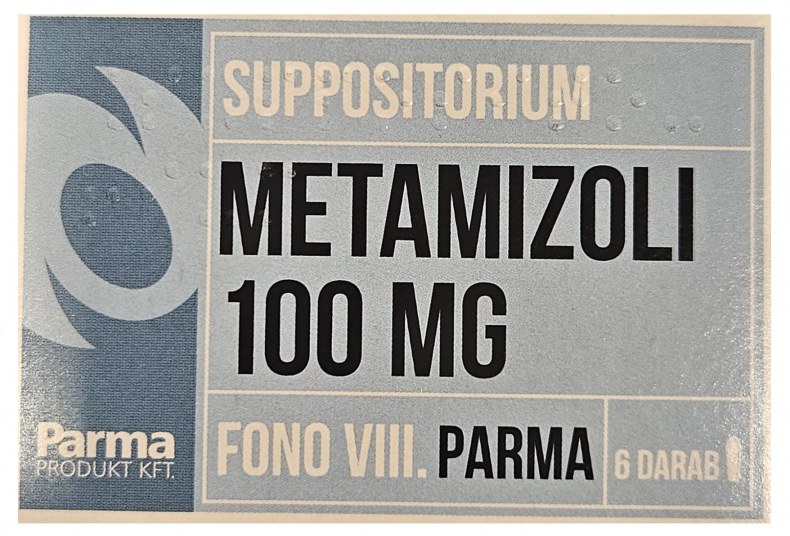 SUPPOSITORIUM
METAMIZOLI
100 MG
Parma
PRODUKT KFT.
FONO VIII. PARMA
6 DARAB